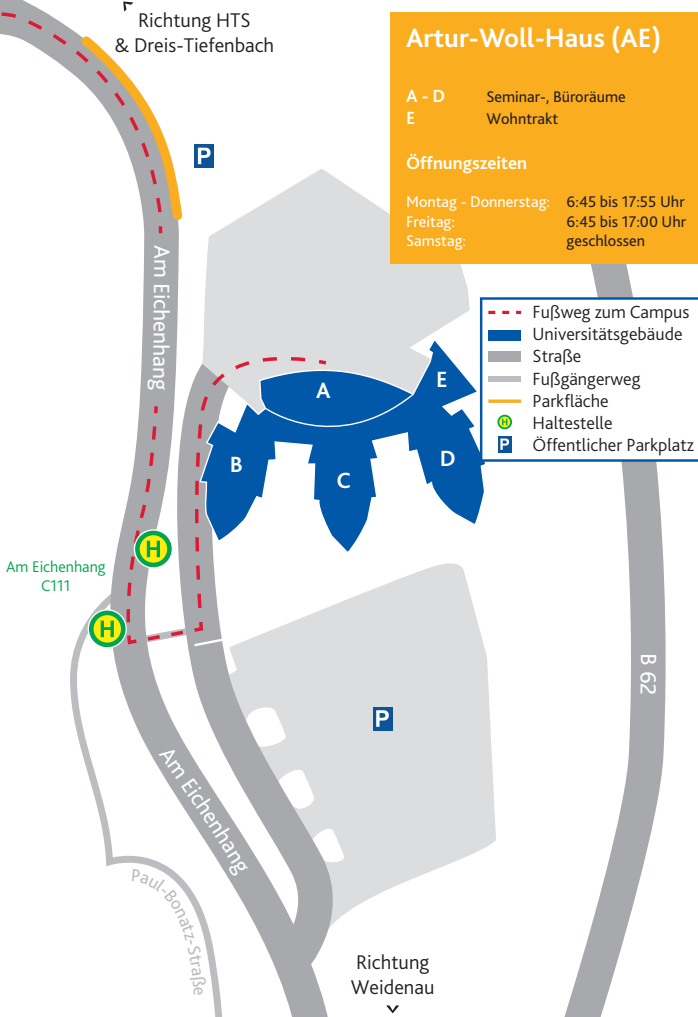 Richtung HTS
& Dreis-Tiefenbach
Artur-Woll-Haus (AE)
A - D Seminar-, Büroräume
E Wohntrakt
Öffnungszeiten
Montag - Donnerstag: 6:45 bis 17:55 Uhr
Freitag: 6:45 bis 17:00 Uhr
Samstag: geschlossen
P
Am Eichenhang
Fußweg zum Campus
Universitätsgebäude
Straße
Fußgängerweg
Parkfläche
H Haltestelle
P Öffentlicher Parkplatz
A
E
B
C
D
H
Am Eichenhang
C111
H
B 62
P
Am Eichenhang
Paul-Bonatz-Straße
Richtung
Weidenau